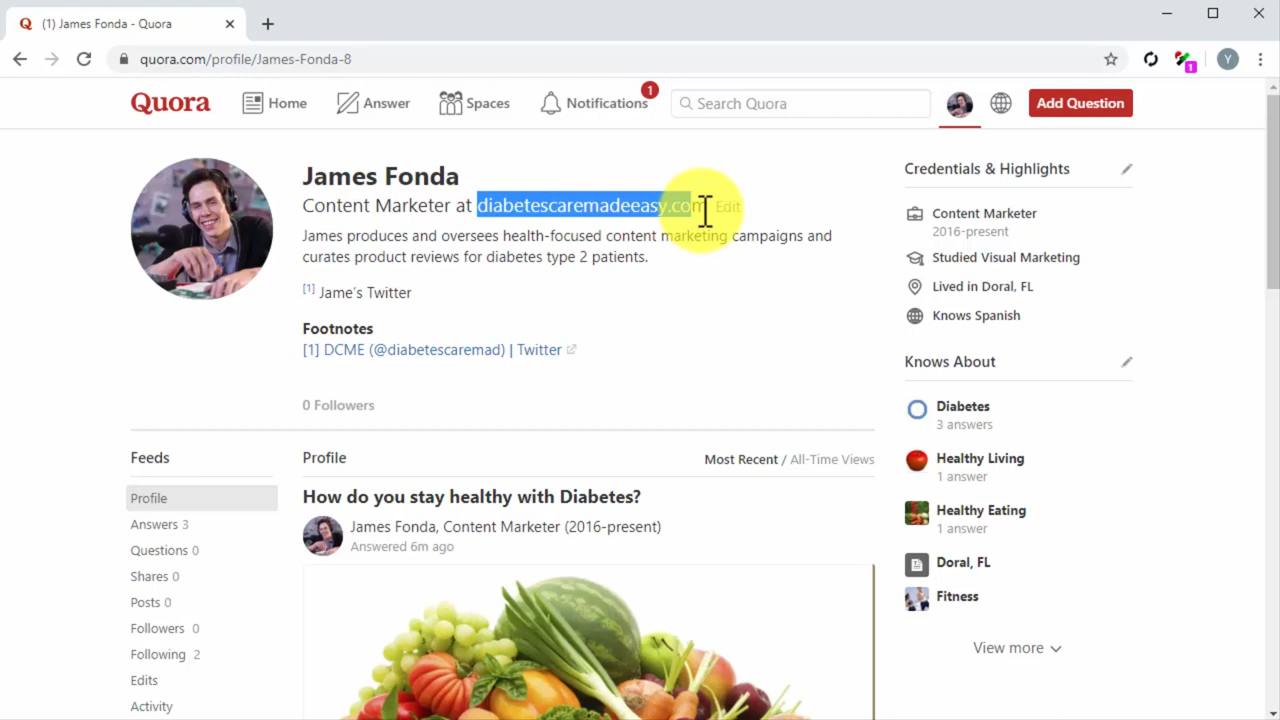 (1) James Fonda - Quora
quora.com/profile/James-Fonda-8
1
Y
Quora
Home
Answer
Spaces
Notifications
1
Search Quora
Add Question
James Fonda
Content Marketer at diabetescaremadeeasy.com Edit
James produces and oversees health-focused content marketing campaigns and
curates product reviews for diabetes type 2 patients.
[1] Jame's Twitter
Footnotes
[1] DCME (@diabetescaremad) | Twitter
0 Followers
Feeds
Profile
Answers 3
Questions 0
Shares 0
Posts 0
Followers 0
Following 2
Edits
Activity
Profile
Most Recent / All-Time Views
How do you stay healthy with Diabetes?
James Fonda, Content Marketer (2016-present)
Answered 6m ago
Credentials & Highlights
Content Marketer
2016-present
Studied Visual Marketing
Lived in Doral, FL
Knows Spanish
Knows About
Diabetes
3 answers
Healthy Living
1 answer
Healthy Eating
1 answer
Doral, FL
Fitness
View more